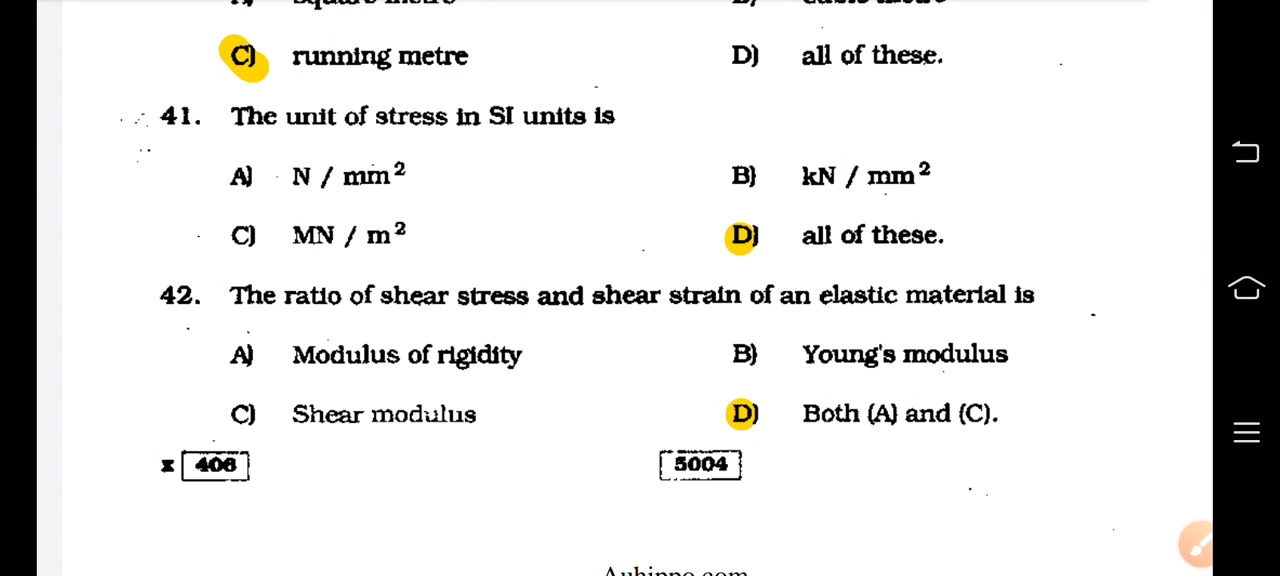 C) running metre D) all of these.
41. The unit of stress in SI units is
A) N / mm² B) kN / mm²
C) MN / m² D) all of these.
42. The ratio of shear stress and shear strain of an elastic material is
A) Modulus of rigidity B) Young's modulus
C) Shear modulus D) Both (A) and (C).
x 406 5004